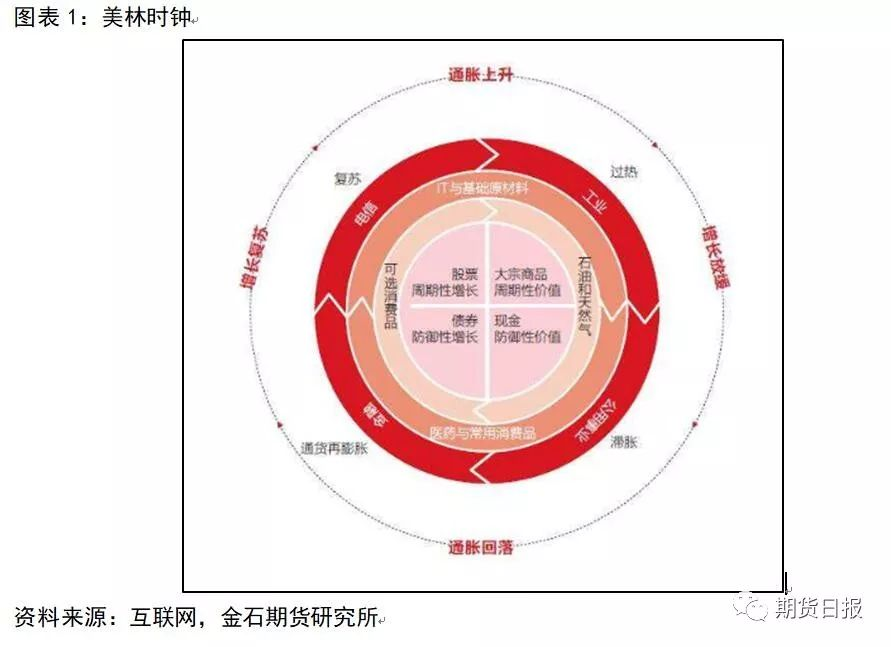 图表 1：美林时钟
通胀上升
复苏
过热
IT与基础原材料
电信
工业
增长复苏
增长放缓
可选消费品
石油和天然气
股票
周期性增长
大宗商品
周期性价值
债券
防御性增长
现金
防御性价值
金融
公用事业
医药与常用消费品
通货再膨胀
滞胀
通胀回落
期货日报
资料来源：互联网，金石期货研究所